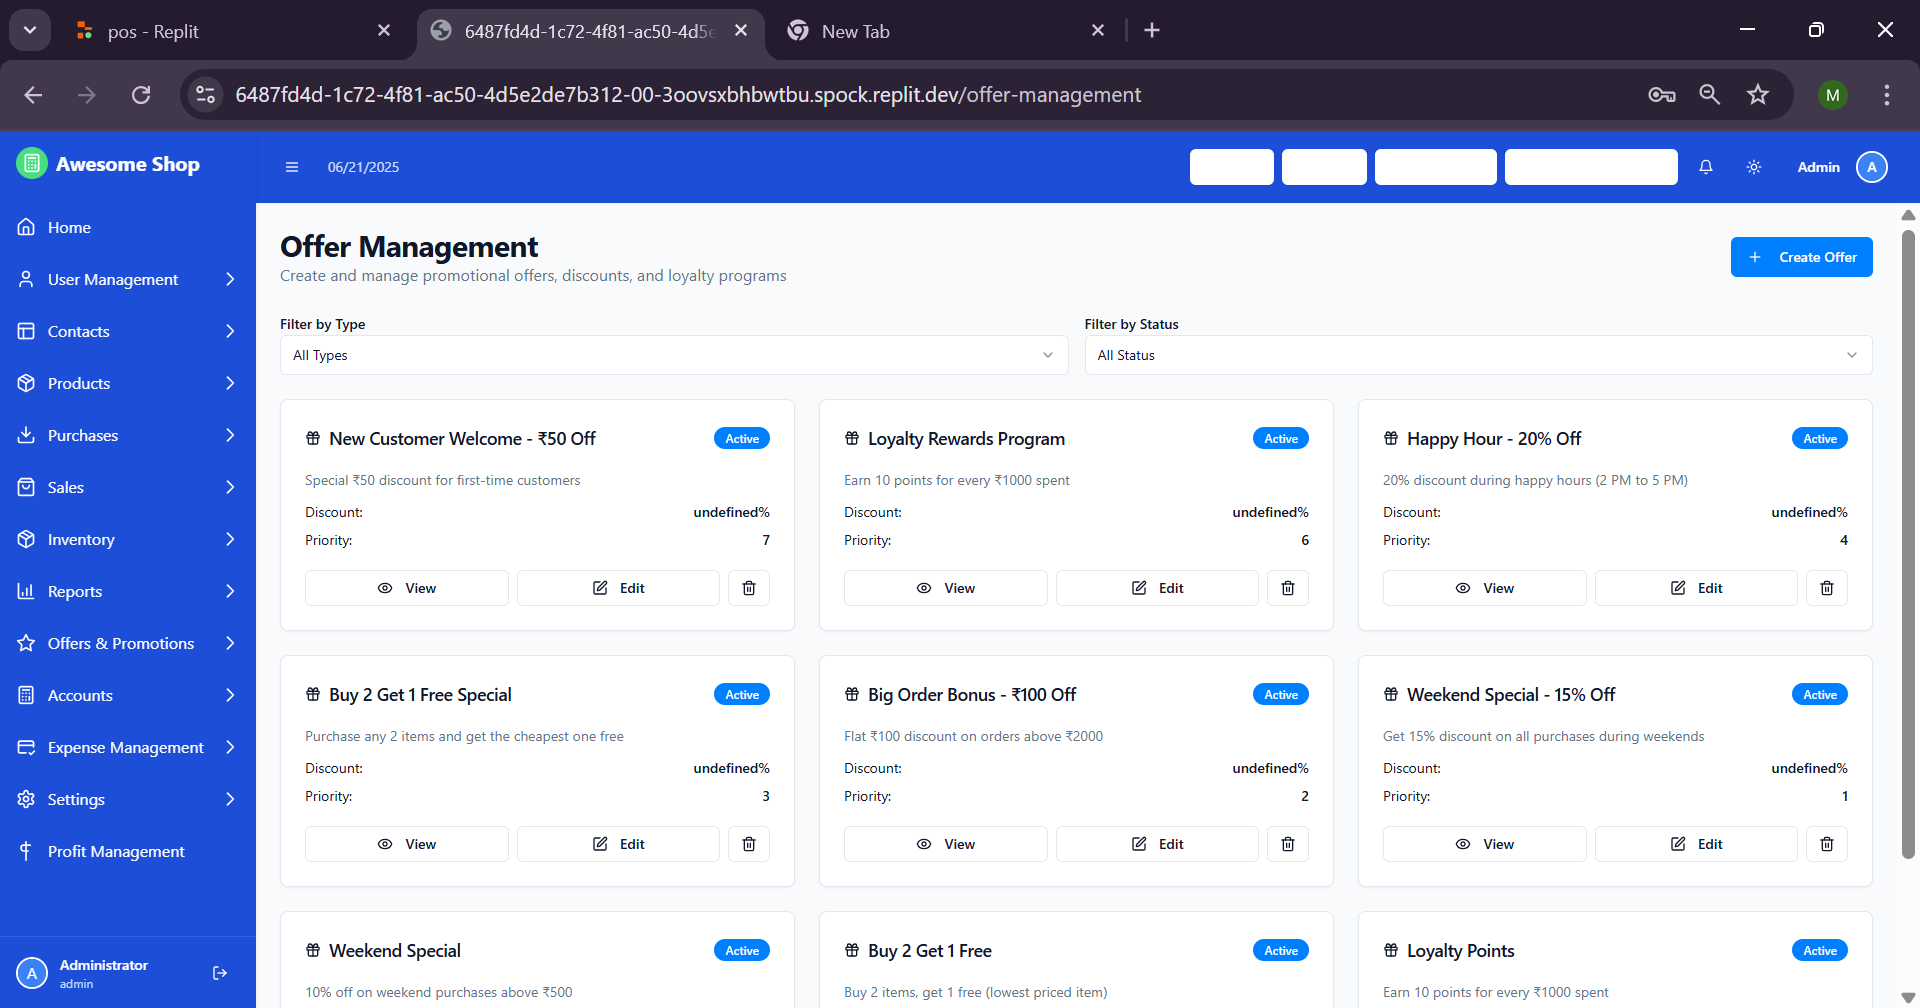 pos - Replit
6487fd4d-1c72-4f81-ac50-4d5e
New Tab
6487fd4d-1c72-4f81-ac50-4d5e2de7b312-00-3oovsxbhbwtbu.spock.replit.dev/offer-management
M
Awesome Shop
06/21/2025
Admin
A
Home
User Management
Contacts
Products
Purchases
Sales
Inventory
Reports
Offers & Promotions
Accounts
Expense Management
Settings
Profit Management
A
Administrator
admin
Offer Management
Create and manage promotional offers, discounts, and loyalty programs
Create Offer
Filter by Type
All Types
Filter by Status
All Status
New Customer Welcome - ₹50 Off
Active
Special ₹50 discount for first-time customers
Discount: undefined%
Priority: 7
View
Edit
Loyalty Rewards Program
Active
Earn 10 points for every ₹1000 spent
Discount: undefined%
Priority: 6
View
Edit
Happy Hour - 20% Off
Active
20% discount during happy hours (2 PM to 5 PM)
Discount: undefined%
Priority: 4
View
Edit
Buy 2 Get 1 Free Special
Active
Purchase any 2 items and get the cheapest one free
Discount: undefined%
Priority: 3
View
Edit
Big Order Bonus - ₹100 Off
Active
Flat ₹100 discount on orders above ₹2000
Discount: undefined%
Priority: 2
View
Edit
Weekend Special - 15% Off
Active
Get 15% discount on all purchases during weekends
Discount: undefined%
Priority: 1
View
Edit
Weekend Special
Active
10% off on weekend purchases above ₹500
Buy 2 Get 1 Free
Active
Buy 2 items, get 1 free (lowest priced item)
Loyalty Points
Active
Earn 10 points for every ₹1000 spent